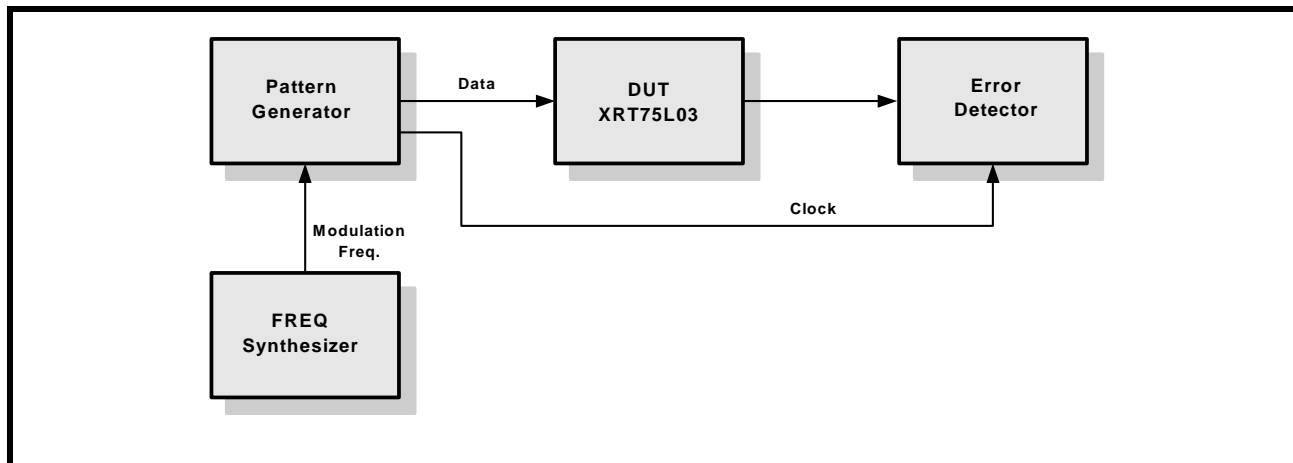 Pattern
Generator
Data
DUT
XRT75L03
Error
Detector
Clock
Modulation
Freq.
FREQ
Synthesizer